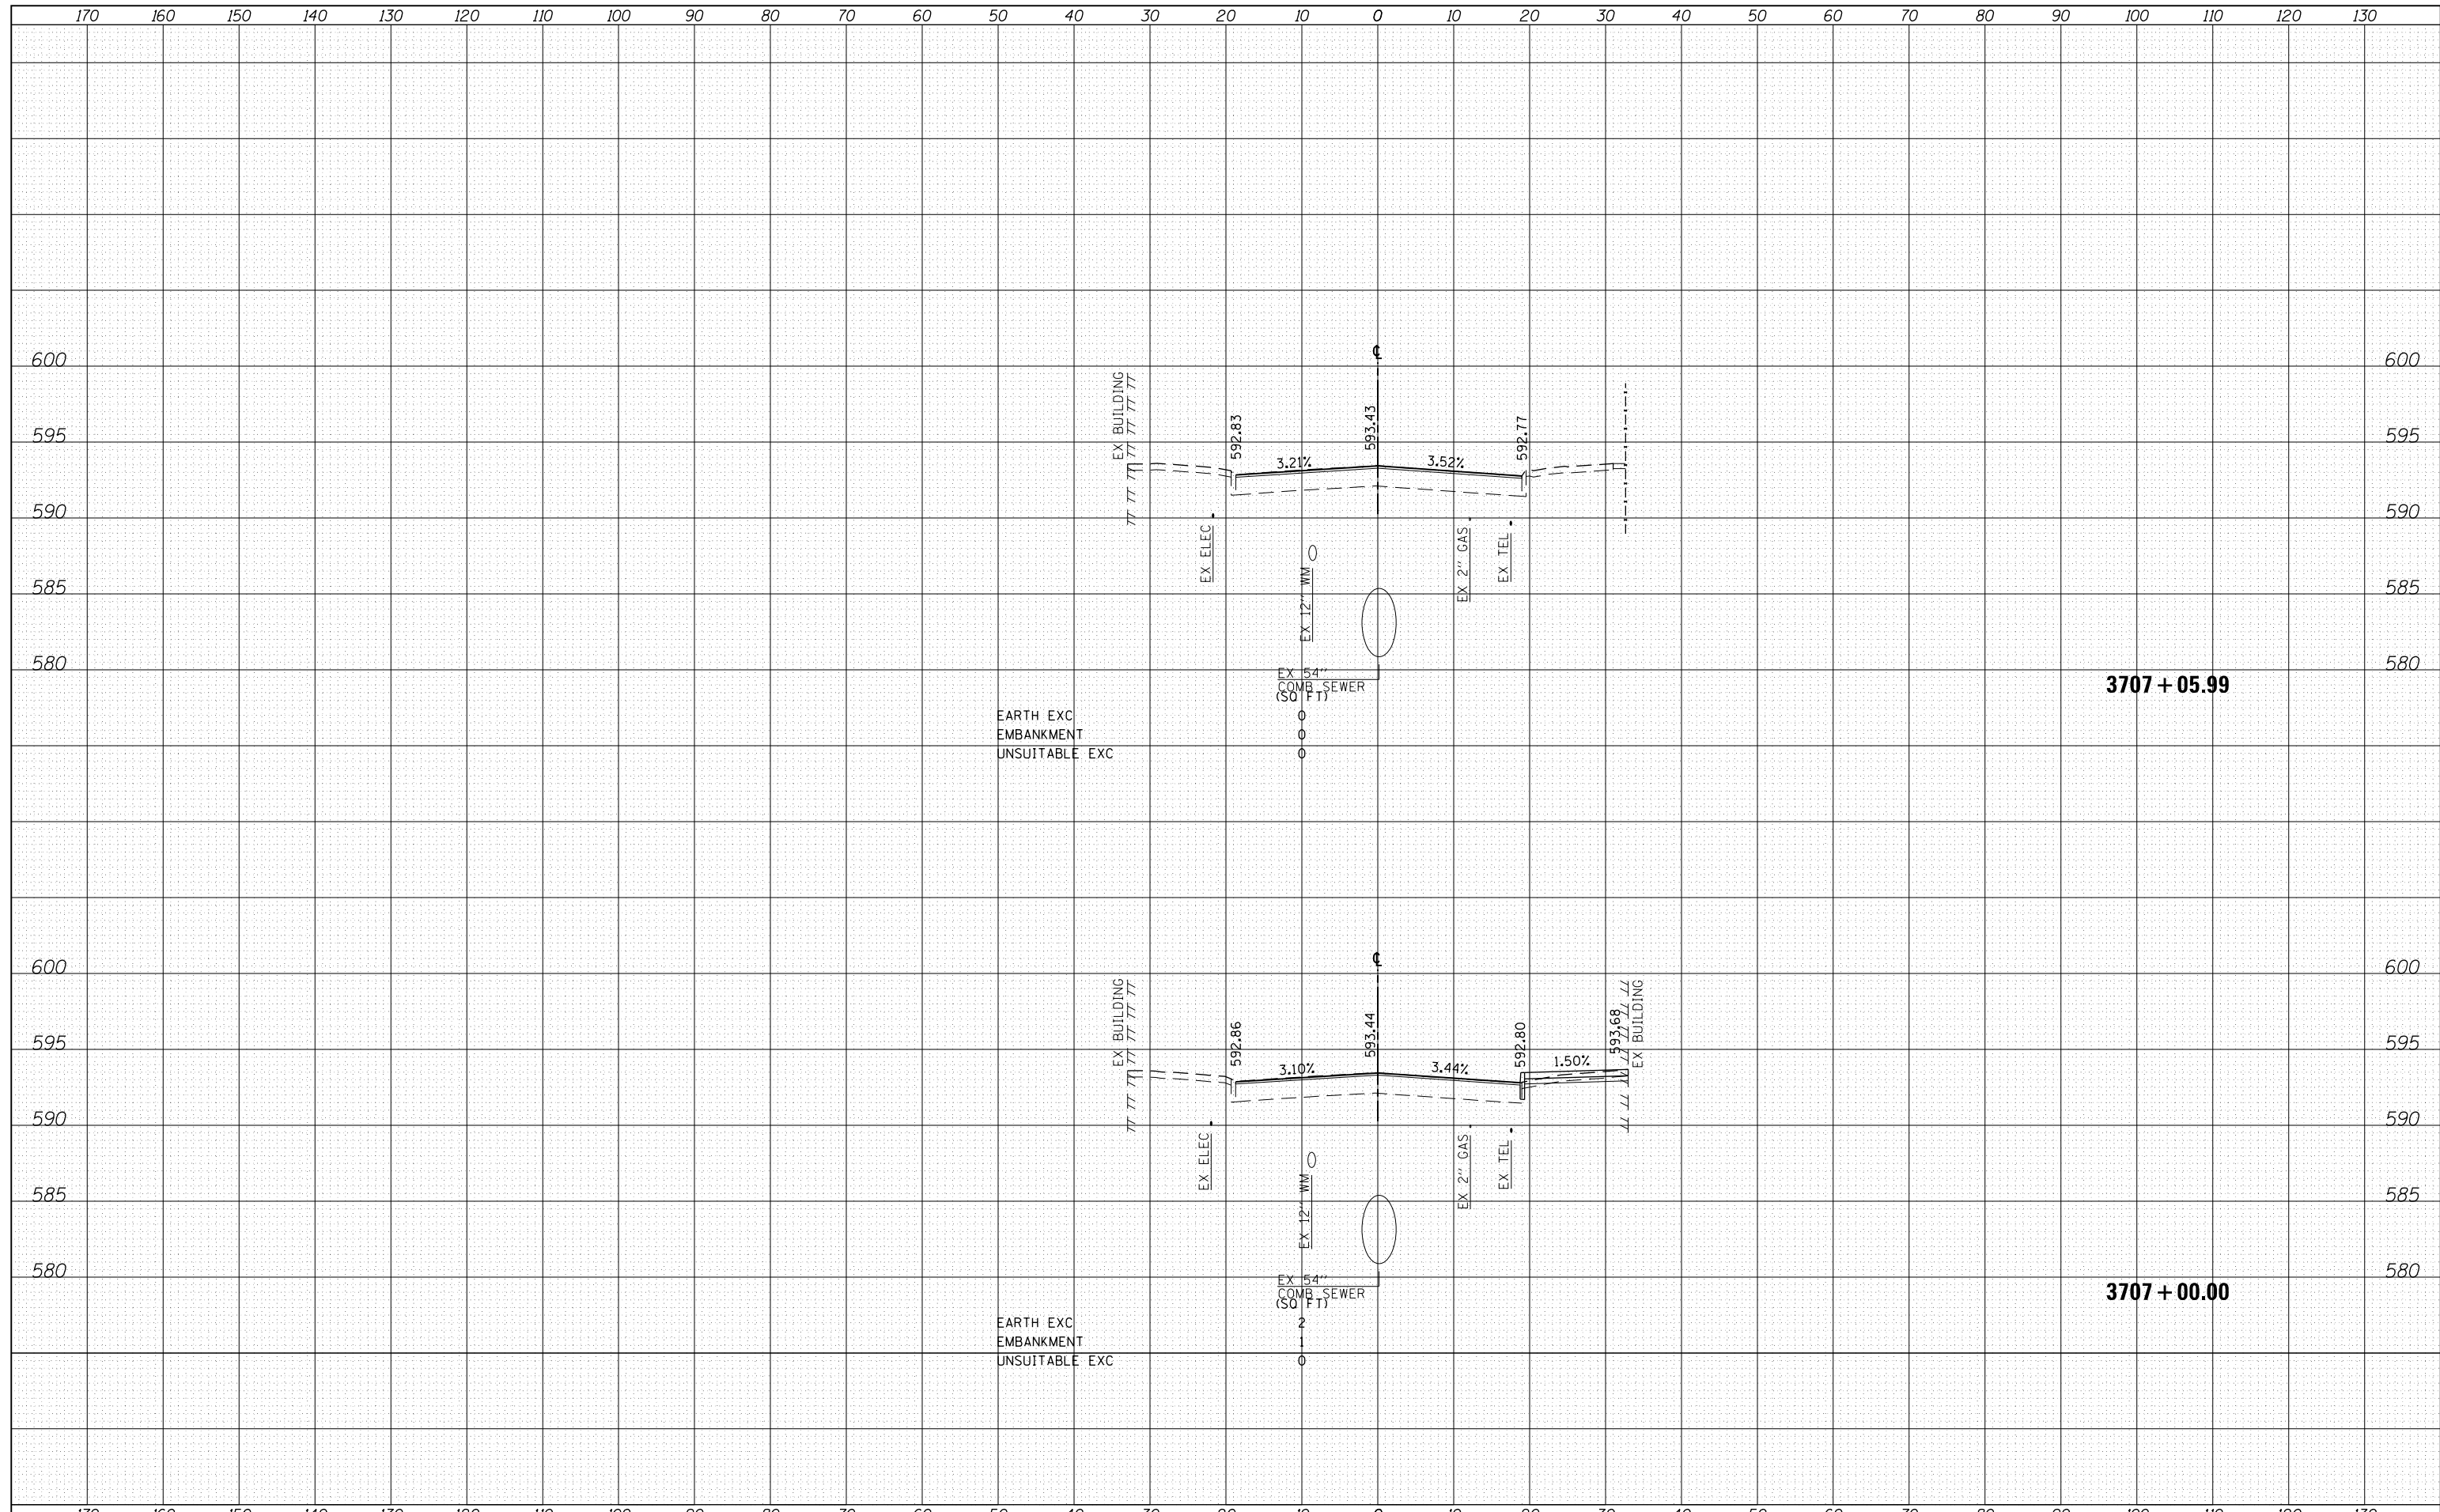 170 160 150 140 130 120 110 100 90 80 70 60 50 40 30 20 10 0 10 20 30 40 50 60 70 80 90 100 110 120 130
600 ℄ 600
EX BUILDING
592.83
593.43
592.77
595 595
3.21% 3.52%
590 590
EX ELEC
EX 12'' WM
EX 2'' GAS
EX TEL
585 585
580 580
EX 54''
COMB SEWER
(SQ FT)
3707+05.99
EARTH EXC 0
EMBANKMENT 0
UNSUITABLE EXC 0
600 ℄ 600
EX BUILDING
592.86
593.44
592.80
593.68
EX BUILDING
595 595
3.10% 3.44% 1.50%
590 590
EX ELEC
EX 12'' WM
EX 2'' GAS
EX TEL
585 585
580 580
EX 54''
COMB SEWER
(SQ FT)
3707+00.00
EARTH EXC 2
EMBANKMENT 1
UNSUITABLE EXC 0